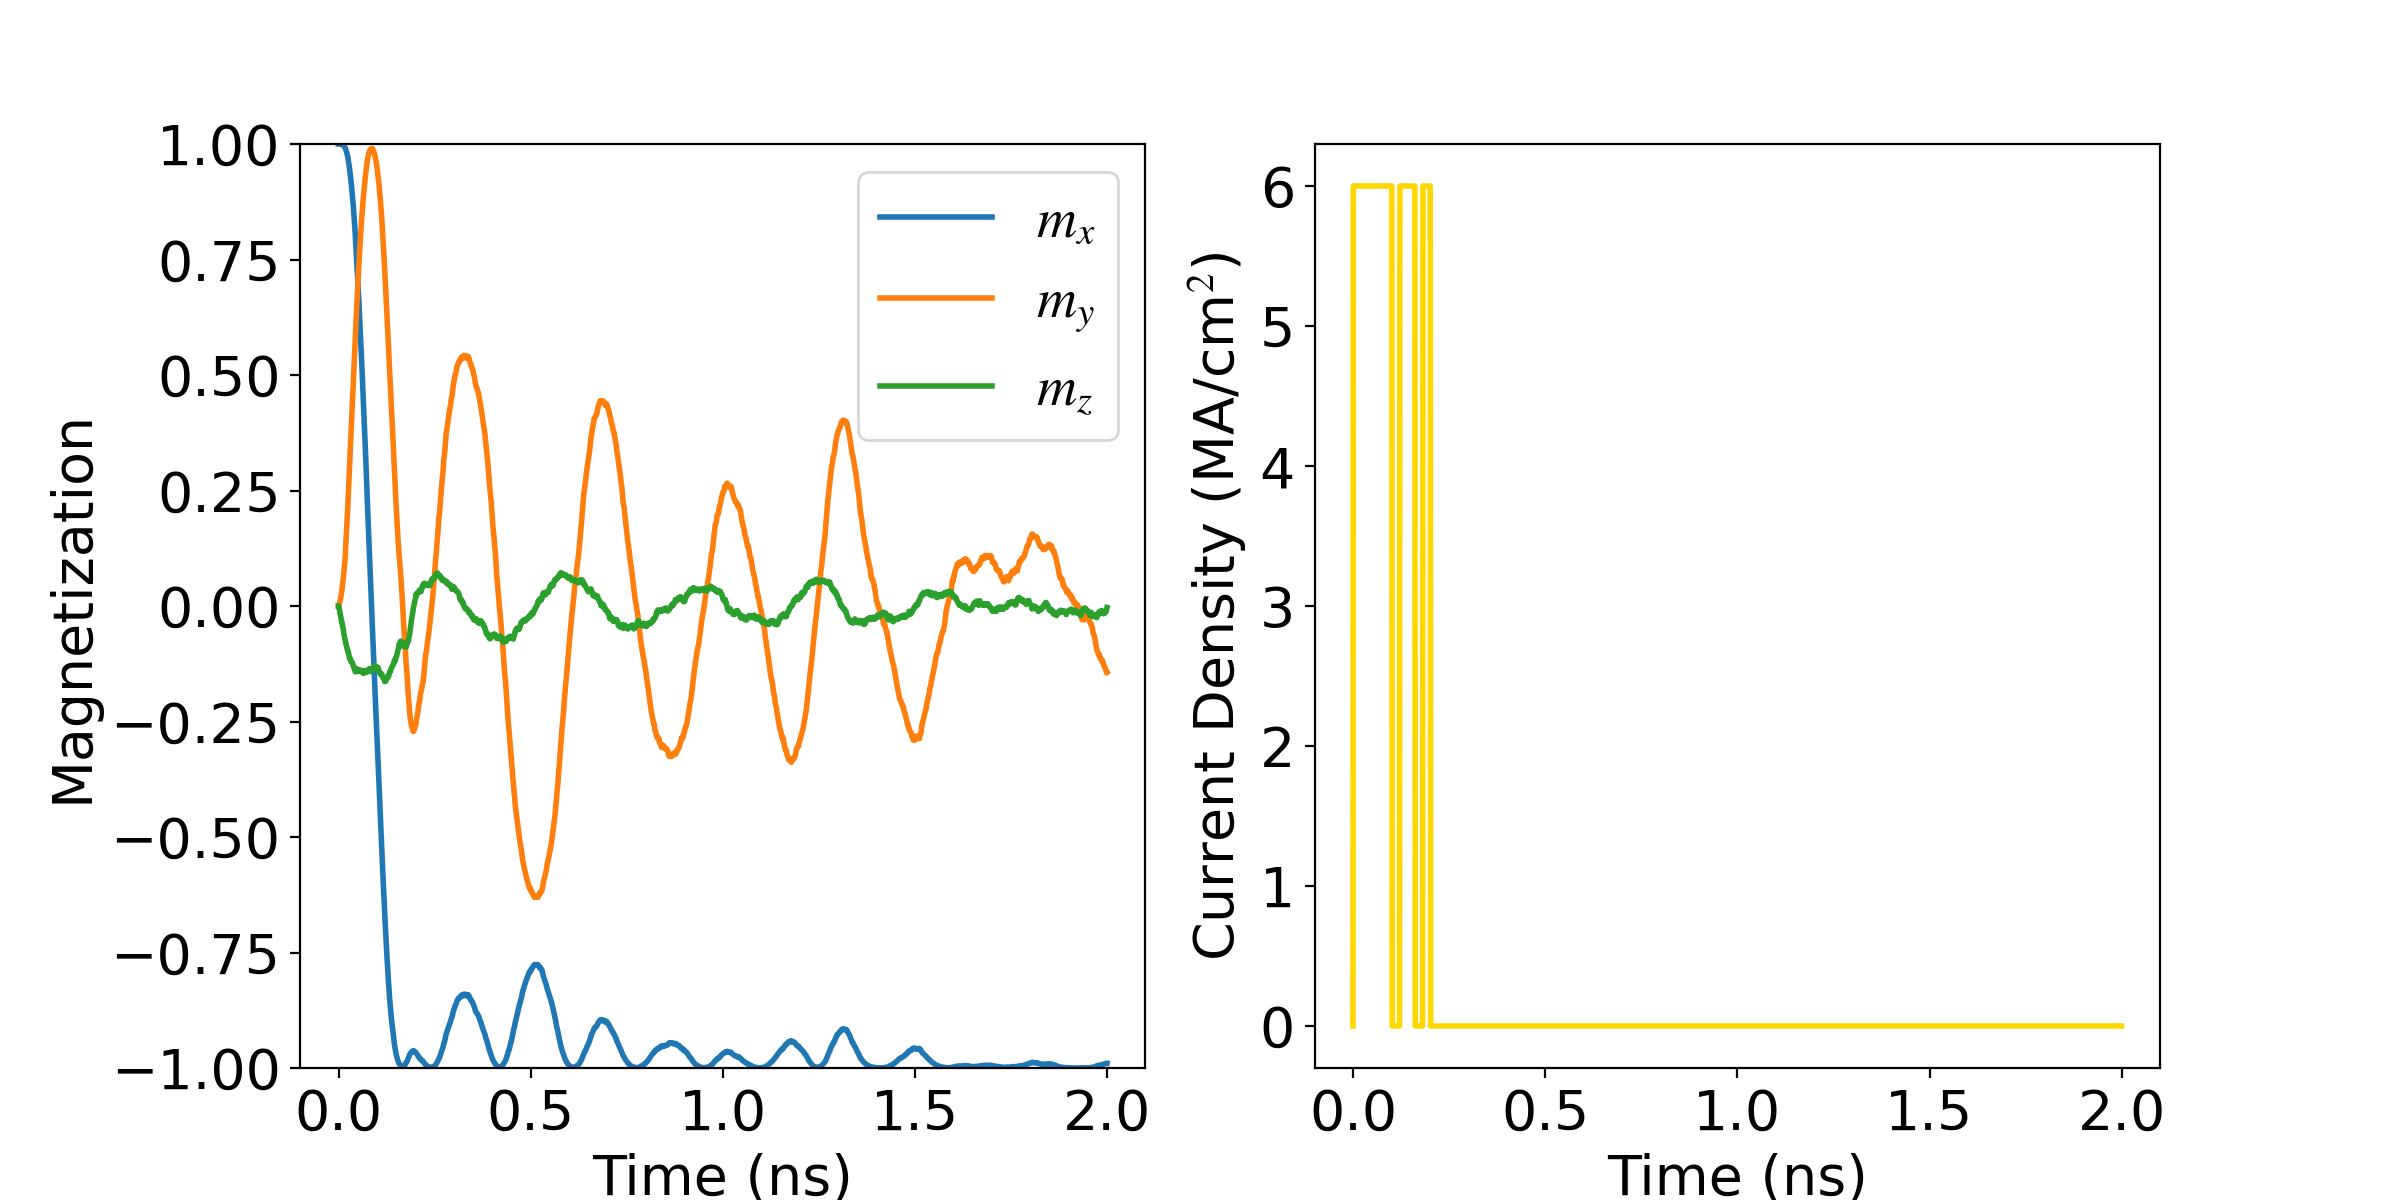 1.00
0.75
0.50
0.25
0.00
−0.25
−0.50
−0.75
−1.00
Magnetization
0.0 0.5 1.0 1.5 2.0
Time (ns)
m_x
m_y
m_z
6
5
4
3
2
1
0
Current Density (MA/cm²)
0.0 0.5 1.0 1.5 2.0
Time (ns)